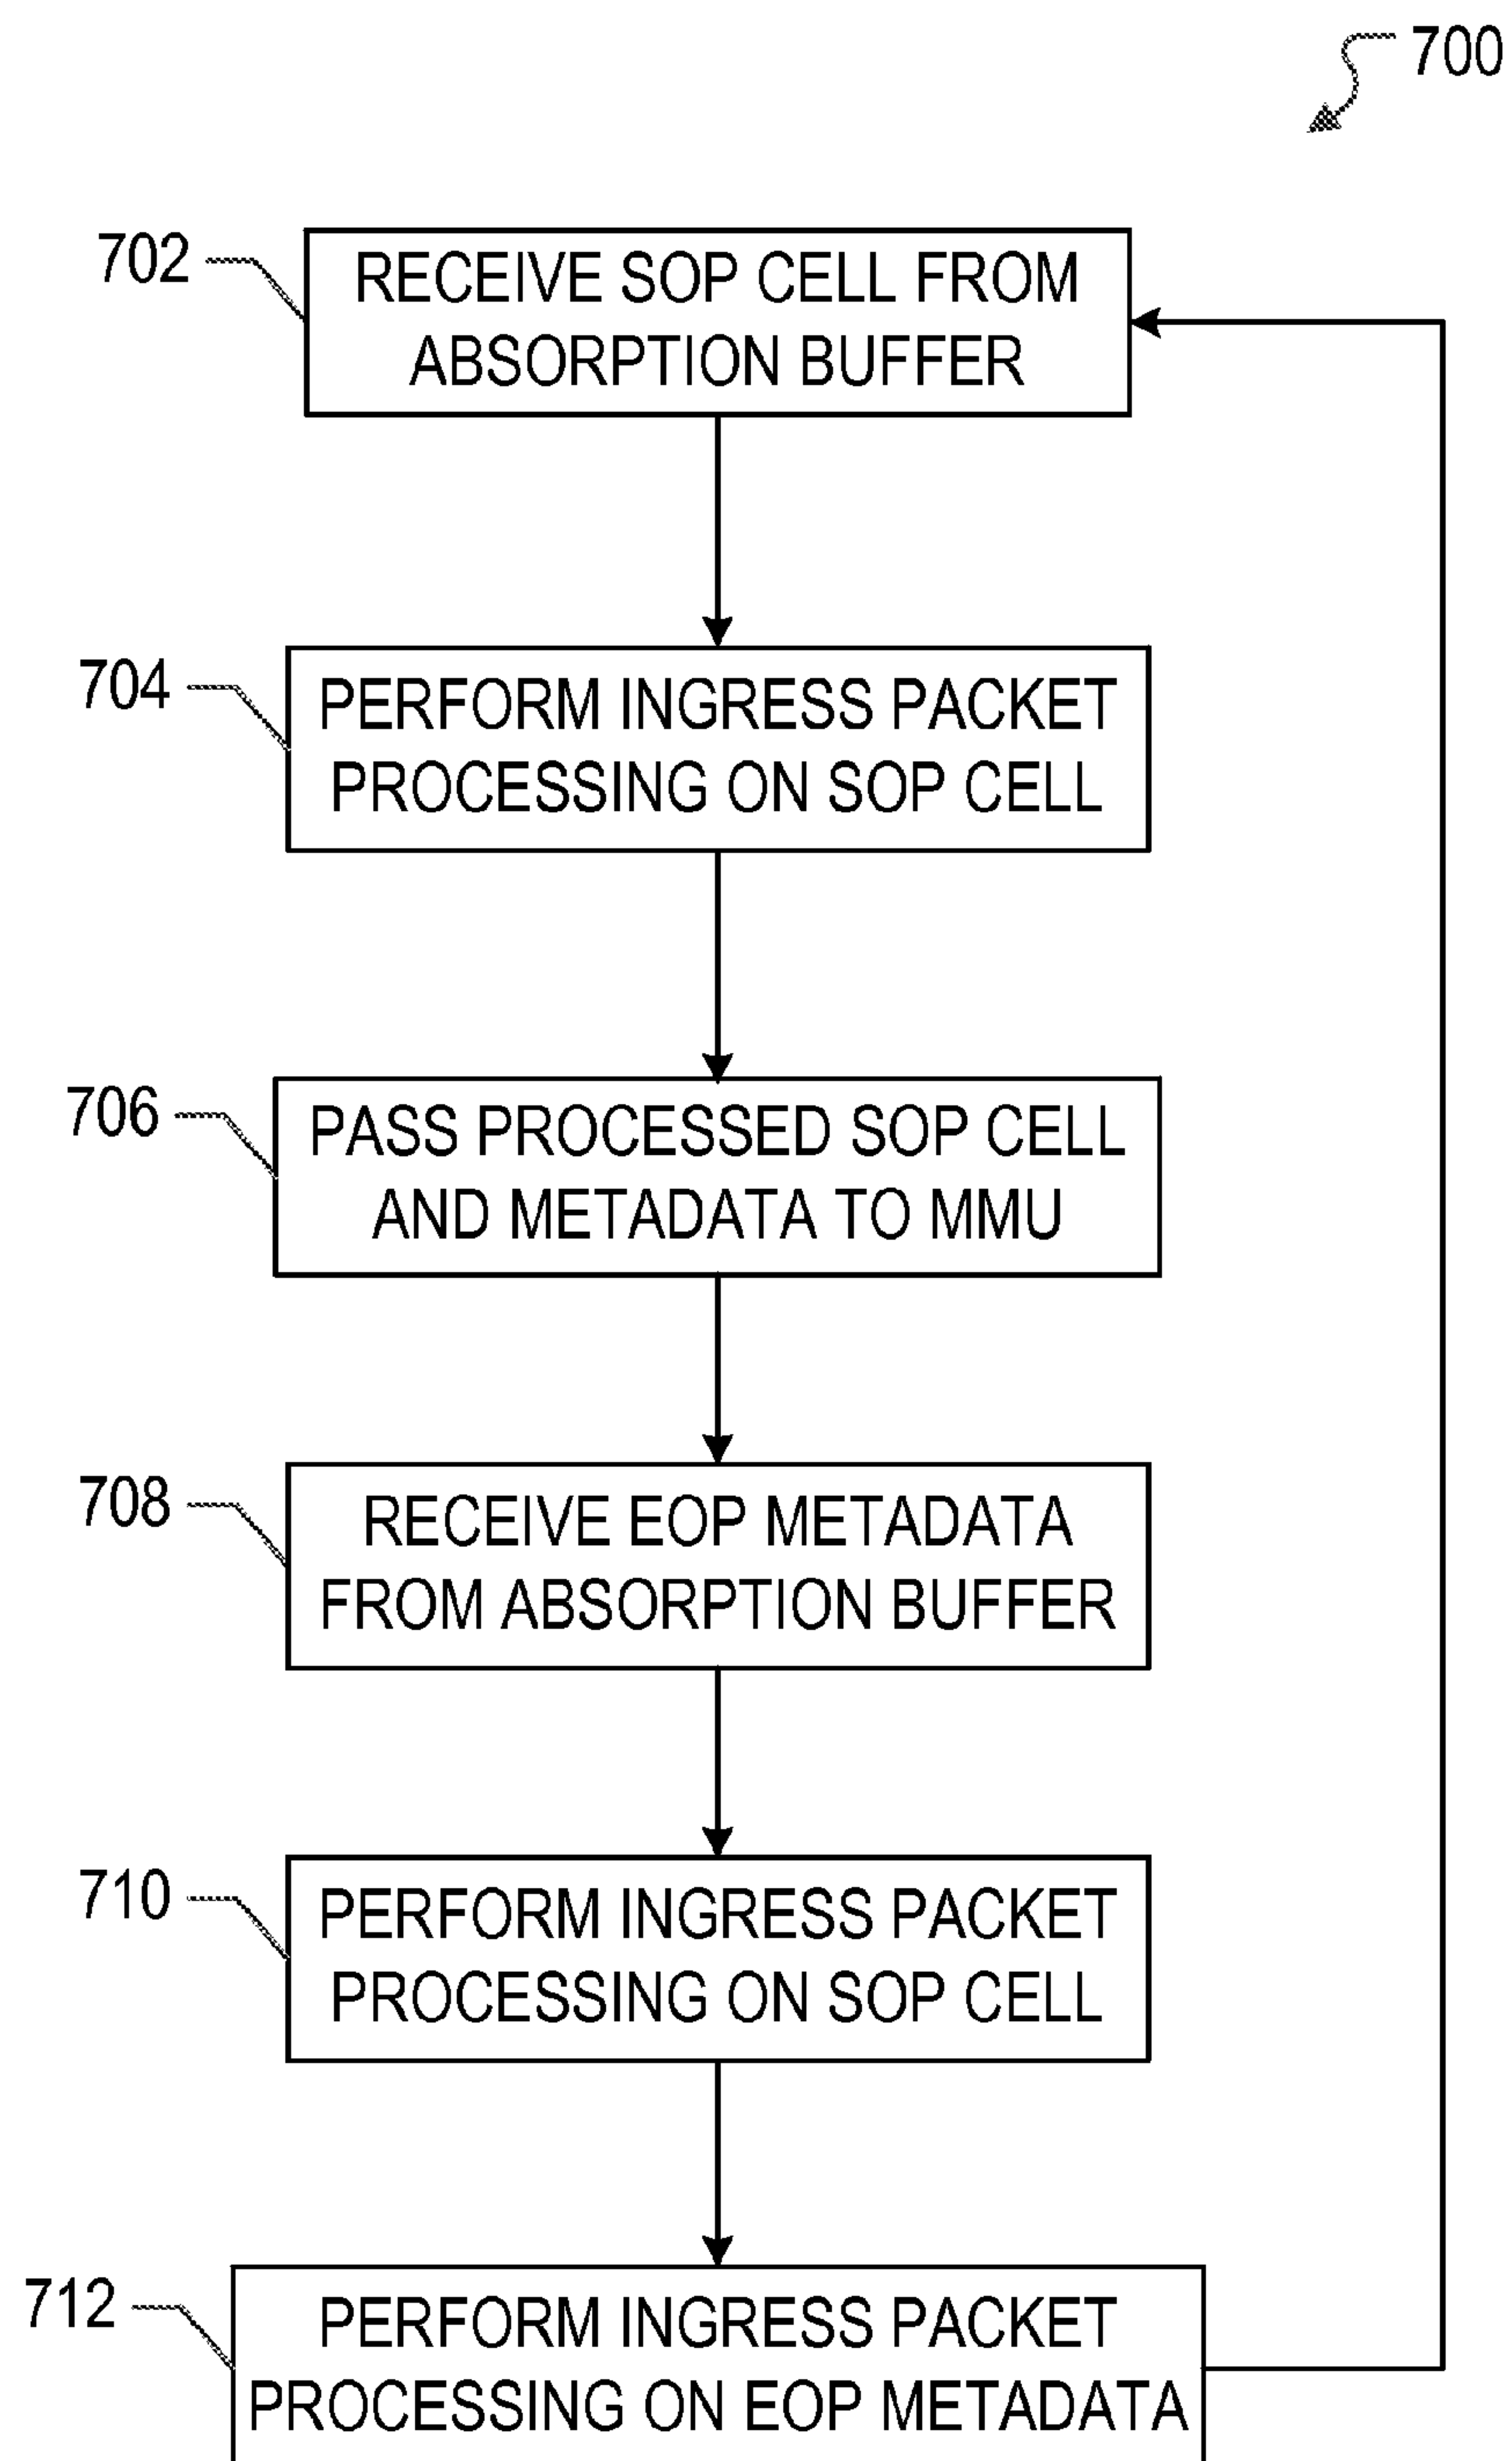 700
702
RECEIVE SOP CELL FROM
ABSORPTION BUFFER
704
PERFORM INGRESS PACKET
PROCESSING ON SOP CELL
706
PASS PROCESSED SOP CELL
AND METADATA TO MMU
708
RECEIVE EOP METADATA
FROM ABSORPTION BUFFER
710
PERFORM INGRESS PACKET
PROCESSING ON SOP CELL
712
PERFORM INGRESS PACKET
PROCESSING ON EOP METADATA